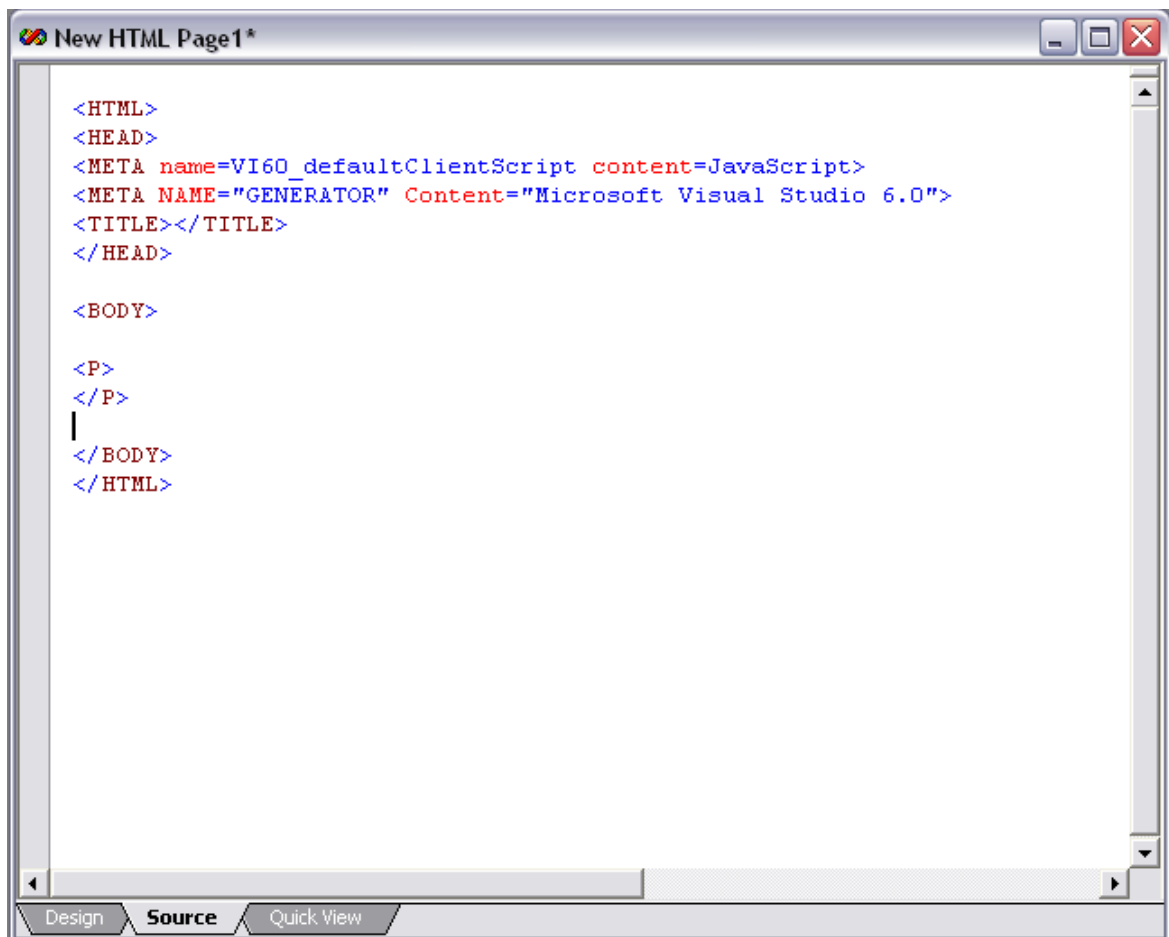 New HTML Page1*
<HTML>
<HEAD>
<META name=VI60_defaultClientScript content=JavaScript>
<META NAME="GENERATOR" Content="Microsoft Visual Studio 6.0">
<TITLE></TITLE>
</HEAD>
<BODY>
<P>
</P>
</BODY>
</HTML>
Design Source Quick View